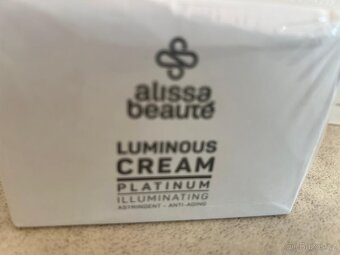 alissa
beauté
LUMINOUS
CREAM
PLATINUM
ILLUMINATING
ASTRINGENT - ANTI-AGING